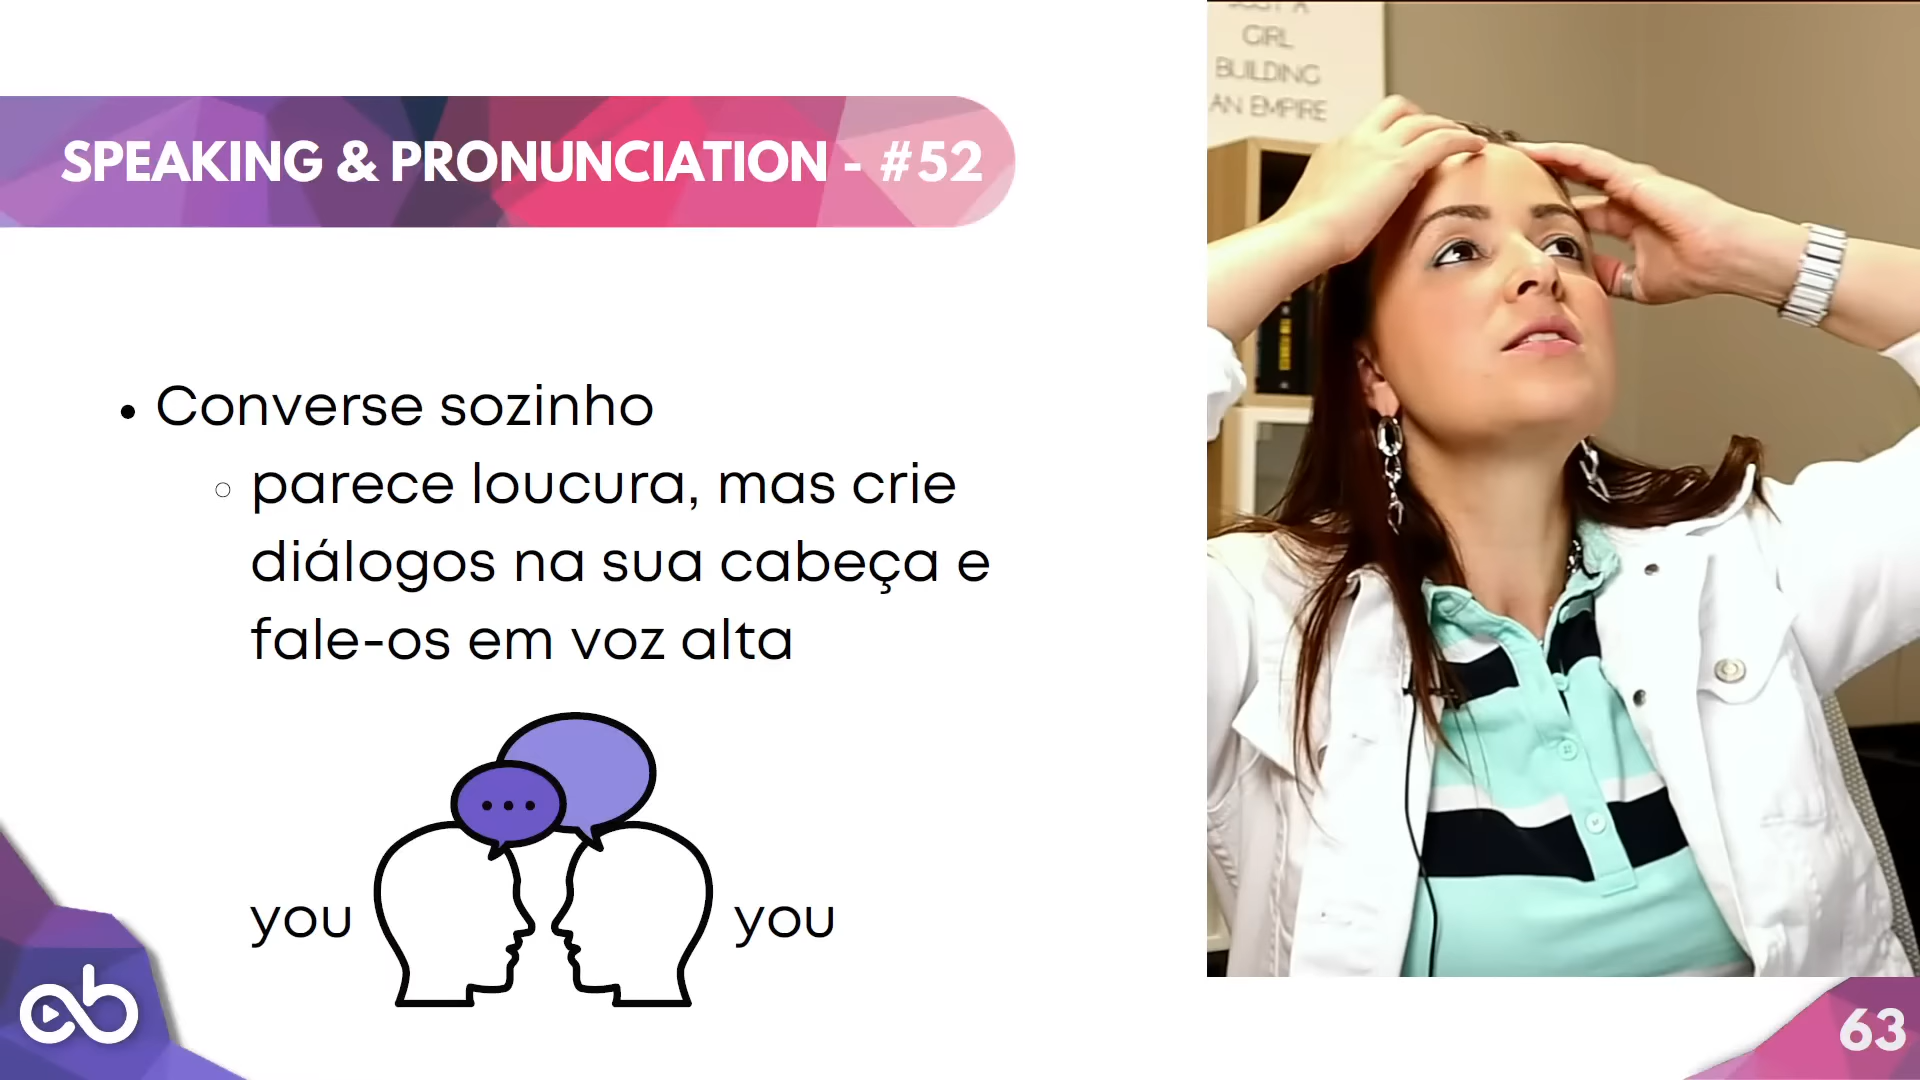 SPEAKING & PRONUNCIATION - #52
• Converse sozinho
◦ parece loucura, mas crie
diálogos na sua cabeça e
fale-os em voz alta
you
you
GIRL
BUILDING
AN EMPIRE
63